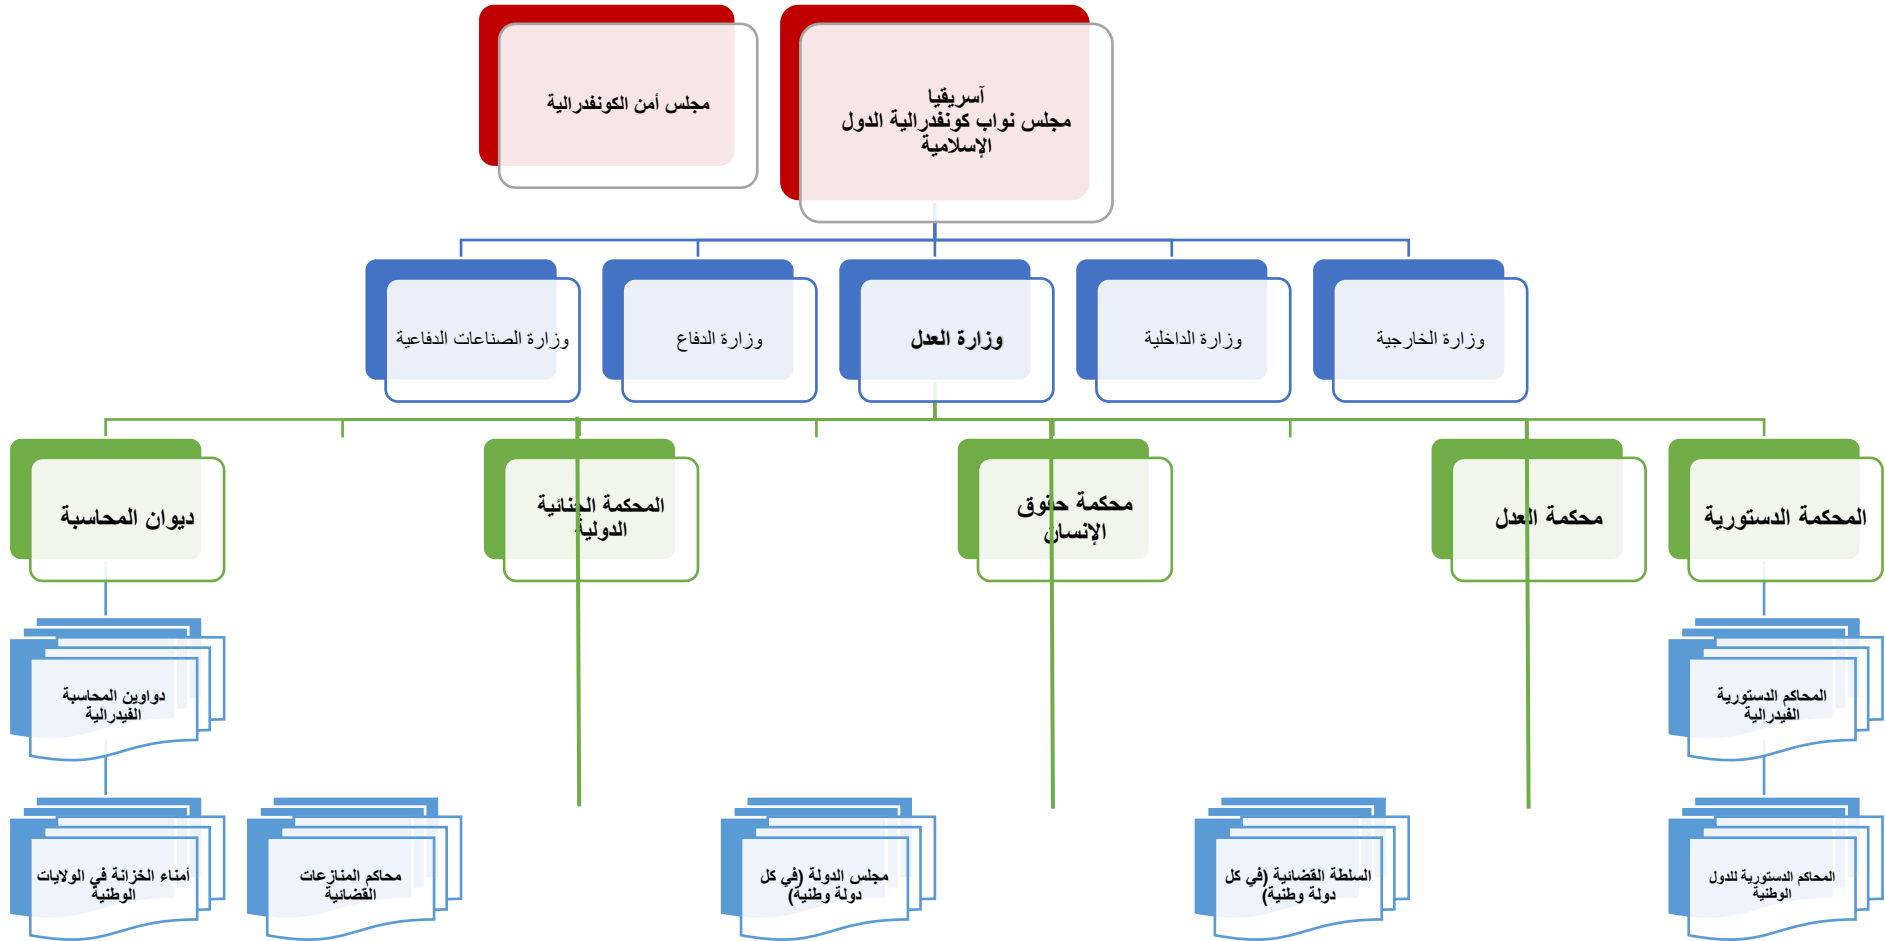 آسريقيا
مجلس نواب كونفدرالية الدول
الإسلامية
مجلس أمن الكونفدرالية
وزارة الخارجية
وزارة الداخلية
وزارة العدل
وزارة الدفاع
وزارة الصناعات الدفاعية
المحكمة الدستورية
محكمة العدل
محكمة حقوق
الإنسان
المحكمة الجنائية
الدولية
ديوان المحاسبة
المحاكم الدستورية
الفيدرالية
دواوين المحاسبة
الفيدرالية
المحاكم الدستورية للدول
الوطنية
السلطة القضائية (في كل
دولة وطنية)
مجلس الدولة (في كل
دولة وطنية)
محاكم المنازعات
القضائية
أمناء الخزانة في الولايات
الوطنية